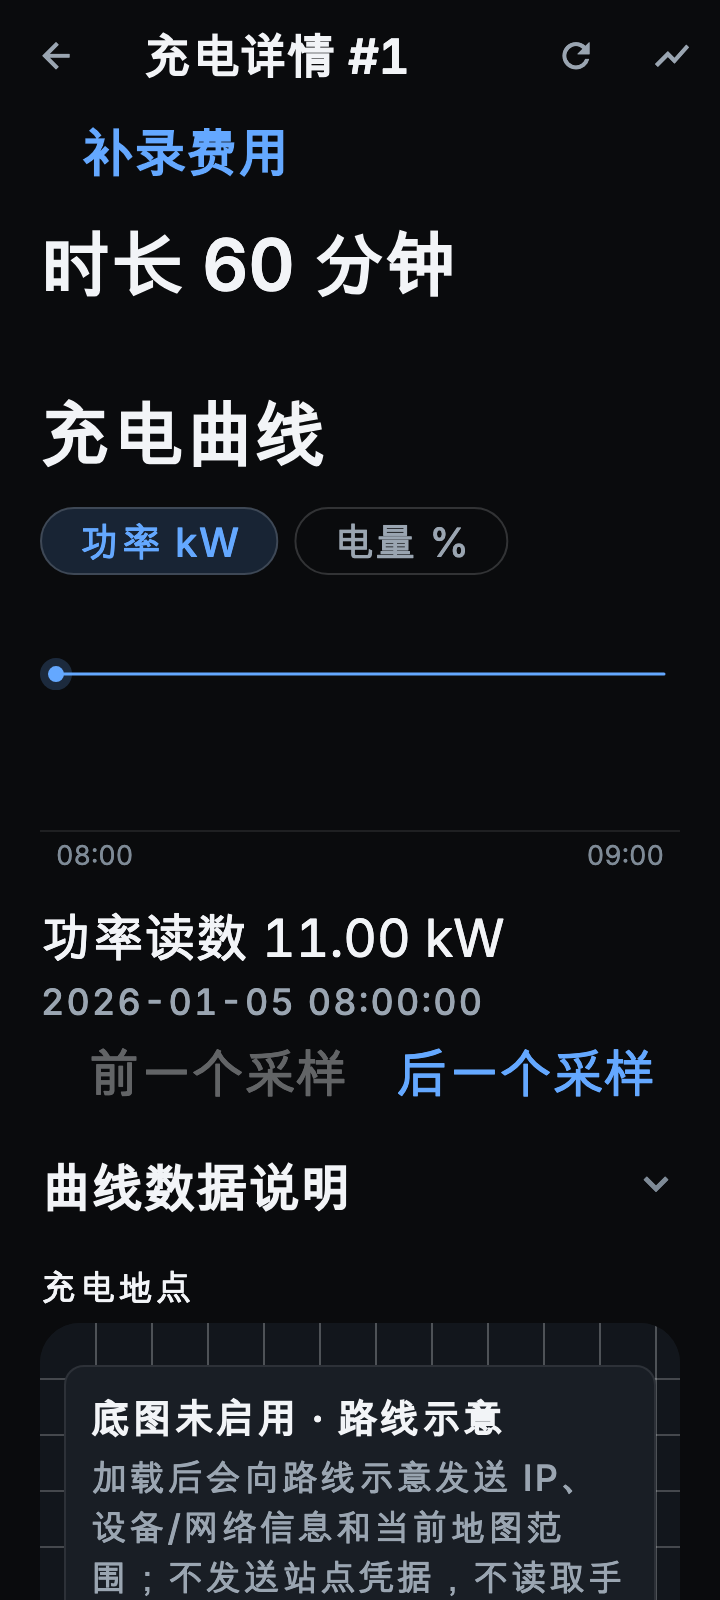 充电详情 #1
补录费用
时长 60 分钟
充电曲线
功率 kW
电量 %
08:00
09:00
功率读数 11.00 kW
2026-01-05 08:00:00
前一个采样
后一个采样
曲线数据说明
充电地点
底图未启用 · 路线示意
加载后会向路线示意发送 IP、
设备/网络信息和当前地图范
围；不发送站点凭据，不读取手